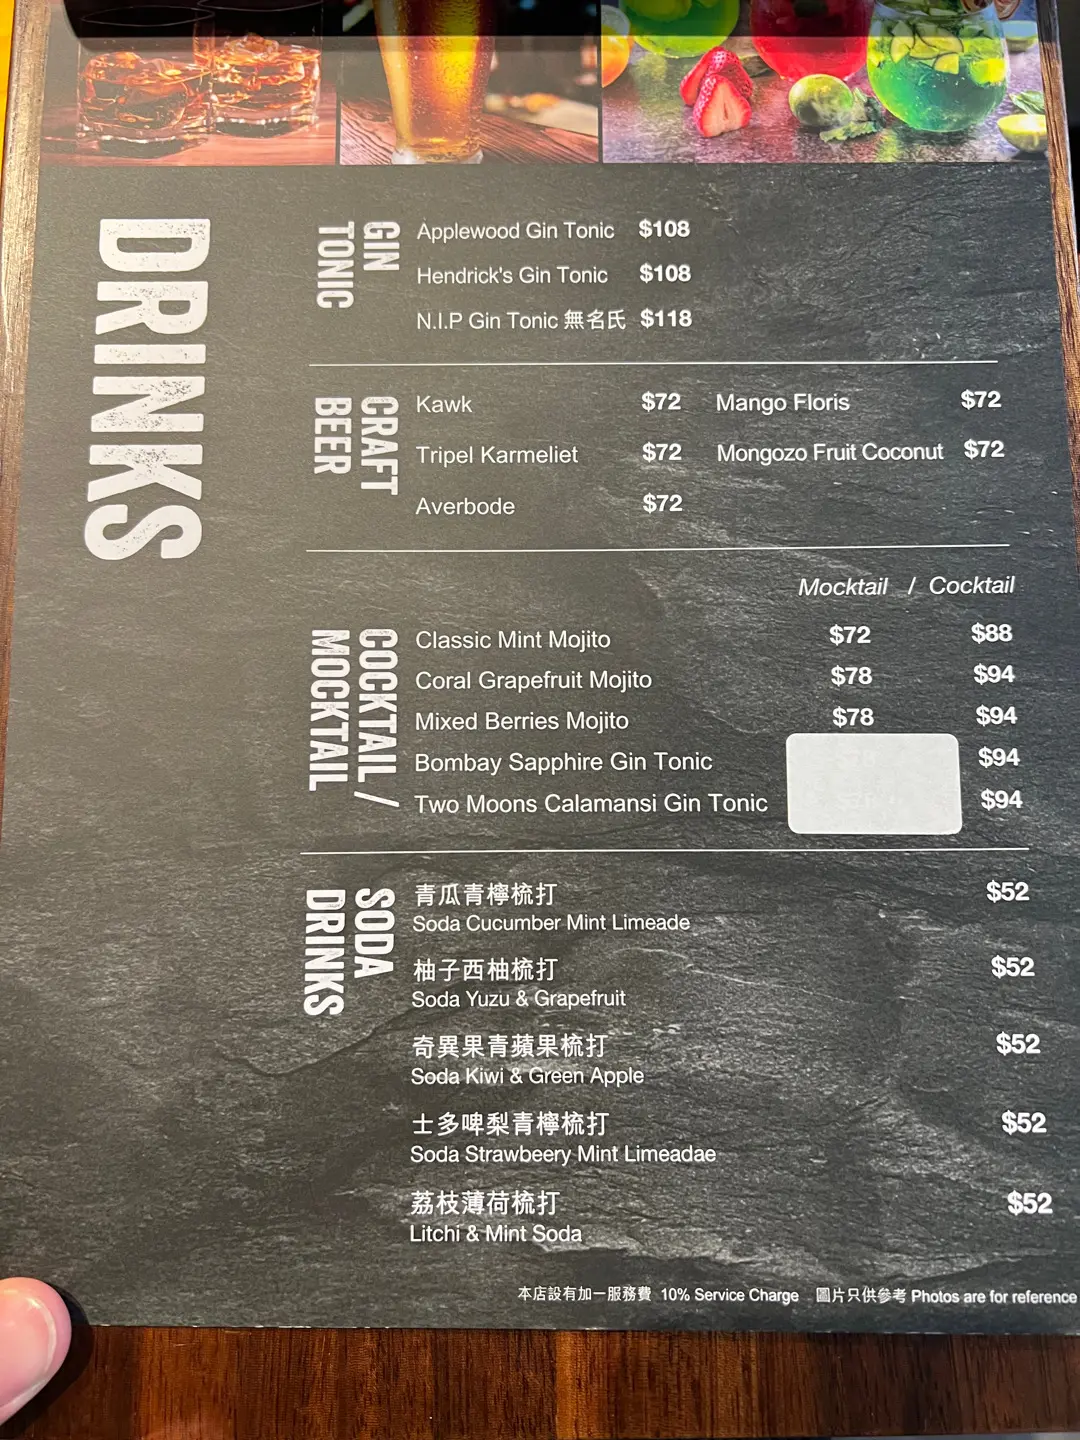 DRINKS
GIN
TONIC
Applewood Gin Tonic $108
Hendrick's Gin Tonic $108
N.I.P Gin Tonic 無名氏 $118
CRAFT
BEER
Kawk $72 Mango Floris $72
Tripel Karmeliet $72 Mongozo Fruit Coconut $72
Averbode $72
COCKTAIL /
MOCKTAIL
Mocktail / Cocktail
Classic Mint Mojito $72 $88
Coral Grapefruit Mojito $78 $94
Mixed Berries Mojito $78 $94
Bombay Sapphire Gin Tonic $94
Two Moons Calamansi Gin Tonic $94
SODA
DRINKS
青瓜青檸梳打 $52
Soda Cucumber Mint Limeade
柚子西柚梳打 $52
Soda Yuzu & Grapefruit
奇異果青蘋果梳打 $52
Soda Kiwi & Green Apple
士多啤梨青檸梳打 $52
Soda Strawbeery Mint Limeadae
荔枝薄荷梳打 $52
Litchi & Mint Soda
本店設有加一服務費 10% Service Charge 圖片只供參考 Photos are for reference